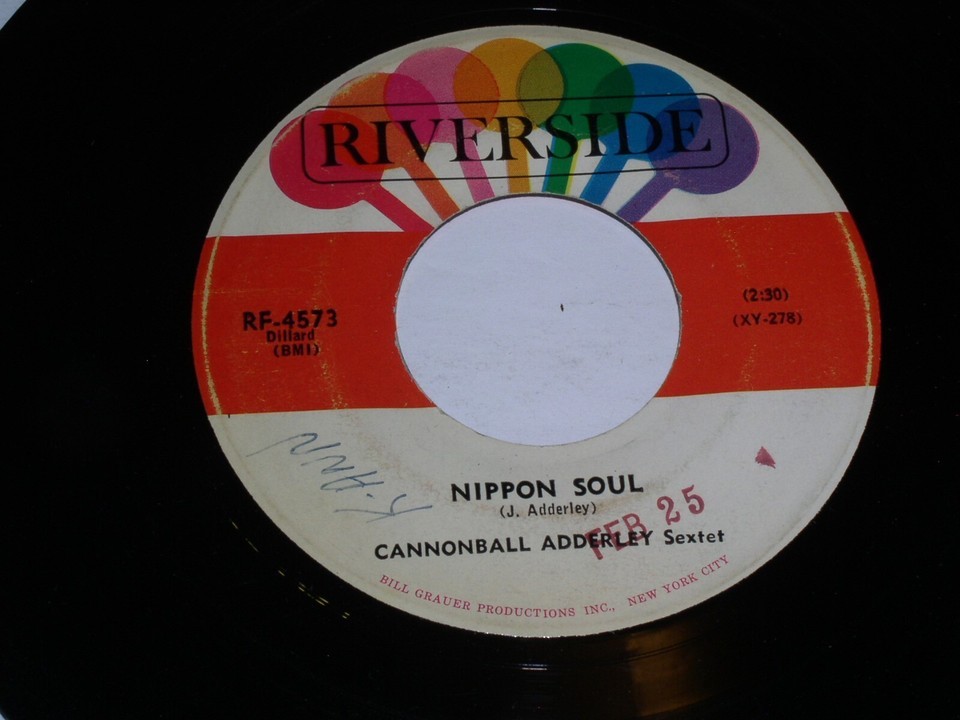 RIVERSIDE
RF-4573
Dillard
(BMI)
(2:30)
(XY-278)
NIPPON SOUL
(J. Adderley)
FEB 25
CANNONBALL ADDERLEY Sextet
BILL GRAUER PRODUCTIONS INC., NEW YORK CITY